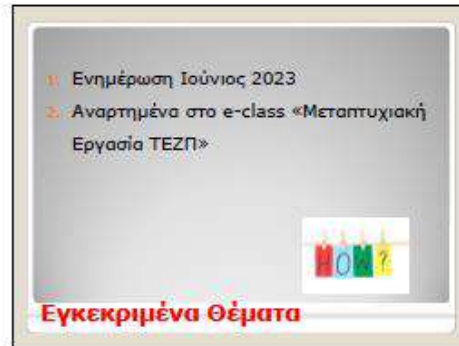 1. Ενημέρωση Ιούνιος 2023
2. Αναρτημένα στο e-class «Μεταπτυχιακή
Εργασία ΤΕΖΠ»
HOW?
Εγκεκριμένα Θέματα